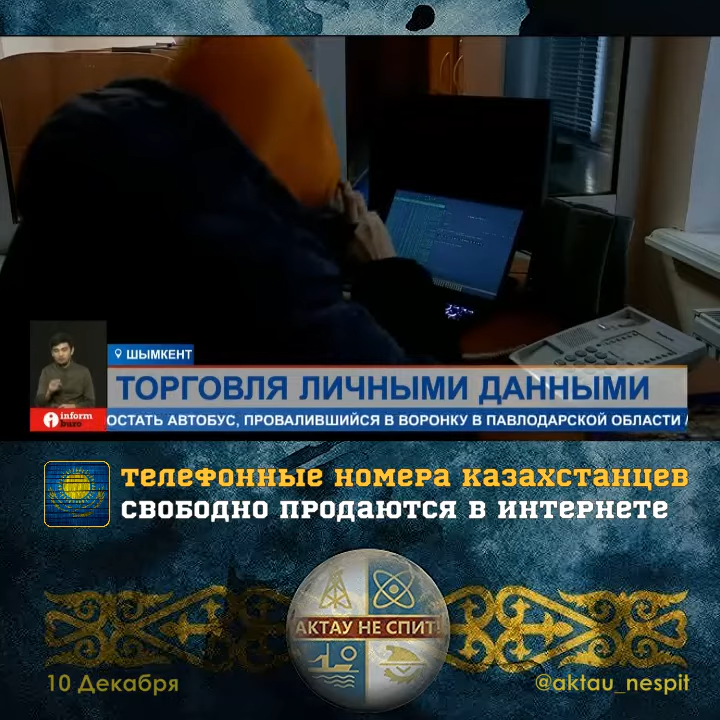 ШЫМКЕНТ
ТОРГОВЛЯ ЛИЧНЫМИ ДАННЫМИ
inform
buro
ОСТАТЬ АВТОБУС, ПРОВАЛИВШИЙСЯ В ВОРОНКУ В ПАВЛОДАРСКОЙ ОБЛАСТИ /
ТЕЛЕФОННЫЕ НОМЕРА КАЗАХСТАНЦЕВ
СВОБОДНО ПРОДАЮТСЯ В ИНТЕРНЕТЕ
АКТАУ НЕ СПИТ!
10 Декабря
@aktau_nespit